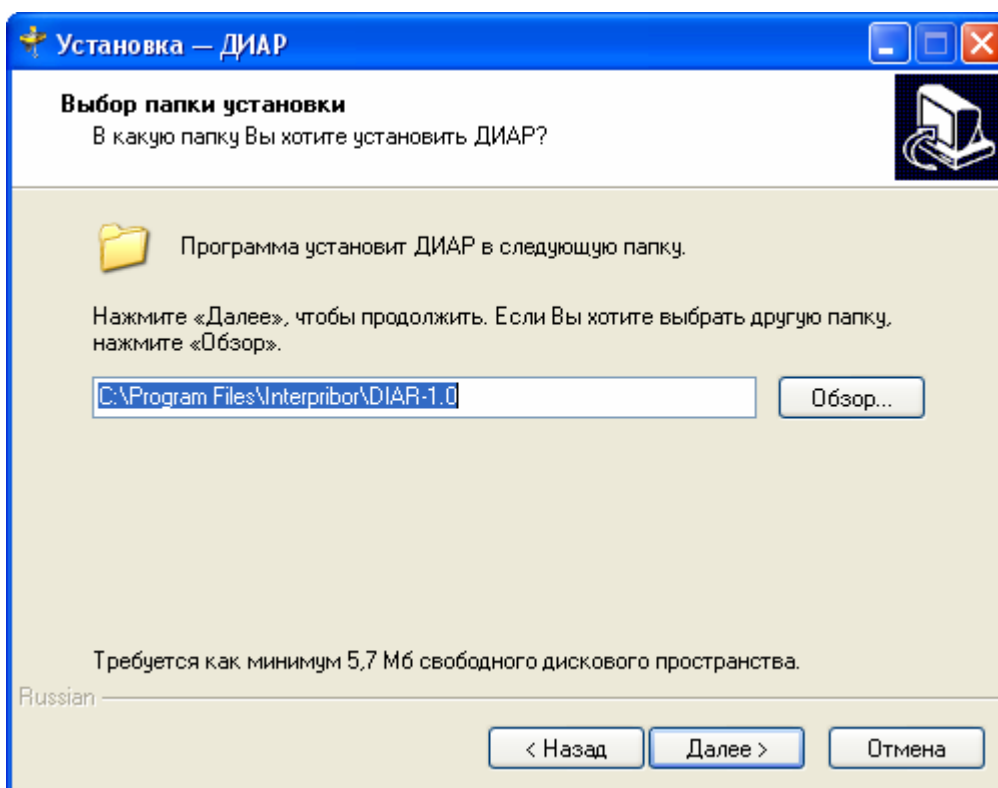 Установка — ДИАР
Выбор папки установки
В какую папку Вы хотите установить ДИАР?
Программа установит ДИАР в следующую папку.
Нажмите «Далее», чтобы продолжить. Если Вы хотите выбрать другую папку,
нажмите «Обзор».
C:\Program Files\Interpribor\DIAR-1.0
Обзор...
Требуется как минимум 5,7 Мб свободного дискового пространства.
Russian
< Назад
Далее >
Отмена